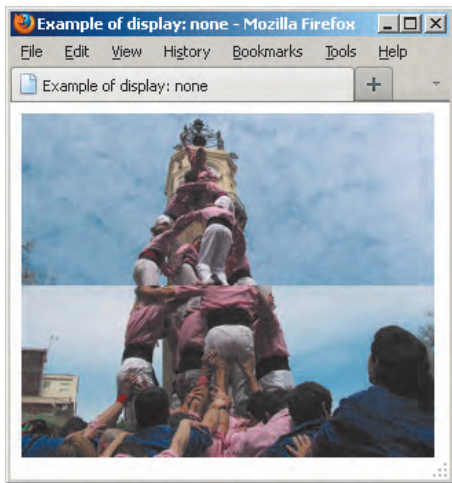 Example of display: none - Mozilla Firefox
File Edit View History Bookmarks Tools Help
Example of display: none